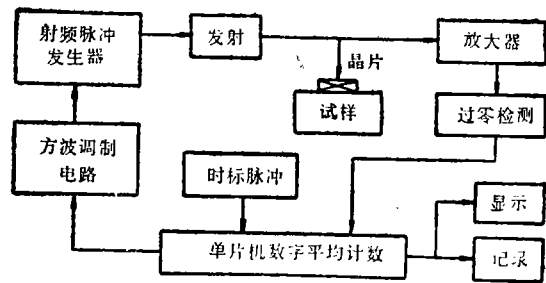 射频脉冲
发生器
发射
放大器
晶片
试样
过零检测
方波调制
电路
时标脉冲
显示
单片机数字平均计数
记录